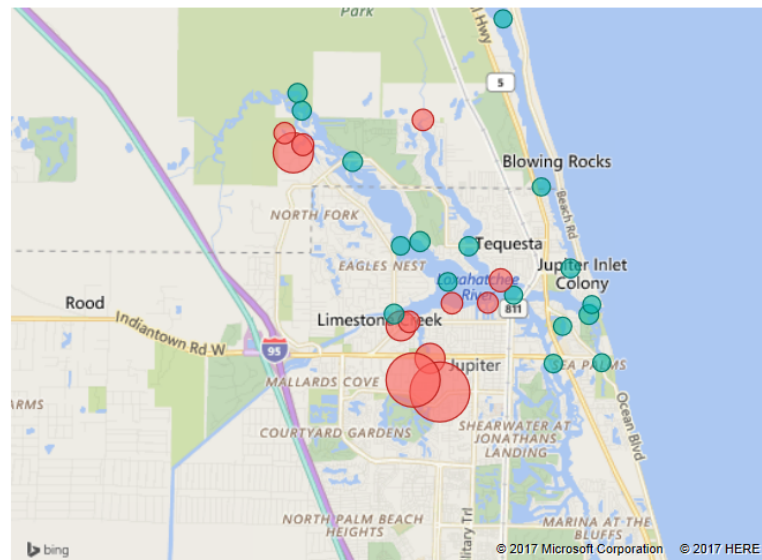 Park
l Hwy
5
Blowing Rocks
Beach Rd
NORTH FORK
Tequesta
EAGLES NEST
Loxahatchee
River
Jupiter Inlet
Colony
Rood
Limestone Creek
811
Indiantown Rd W
95
Jupiter
SEA PALMS
MALLARDS COVE
ARMS
Ocean Blvd
COURTYARD GARDENS
SHEARWATER AT
JONATHANS
LANDING
NORTH PALM BEACH
HEIGHTS
litary Trl
MARINA AT THE
BLUFFS
bing
© 2017 Microsoft Corporation © 2017 HERE